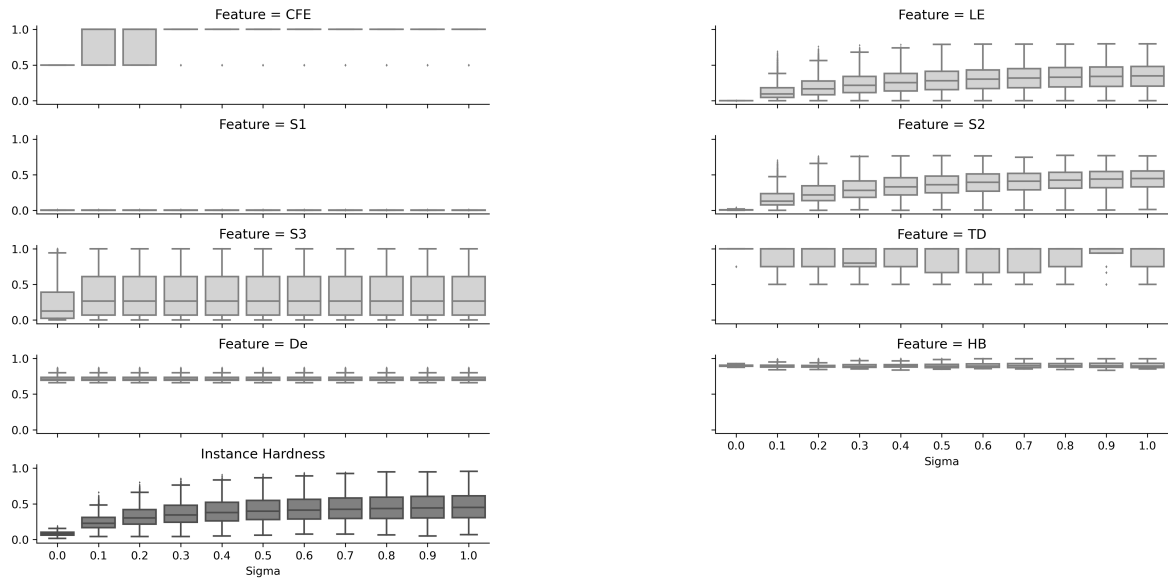 Feature = CFE
1.0
0.5
0.0
Feature = LE
Feature = S1
1.0
0.5
0.0
Feature = S2
Feature = S3
1.0
0.5
0.0
Feature = TD
Feature = De
1.0
0.5
0.0
Feature = HB
0.0 0.1 0.2 0.3 0.4 0.5 0.6 0.7 0.8 0.9 1.0
Sigma
Instance Hardness
1.0
0.5
0.0
0.0 0.1 0.2 0.3 0.4 0.5 0.6 0.7 0.8 0.9 1.0
Sigma